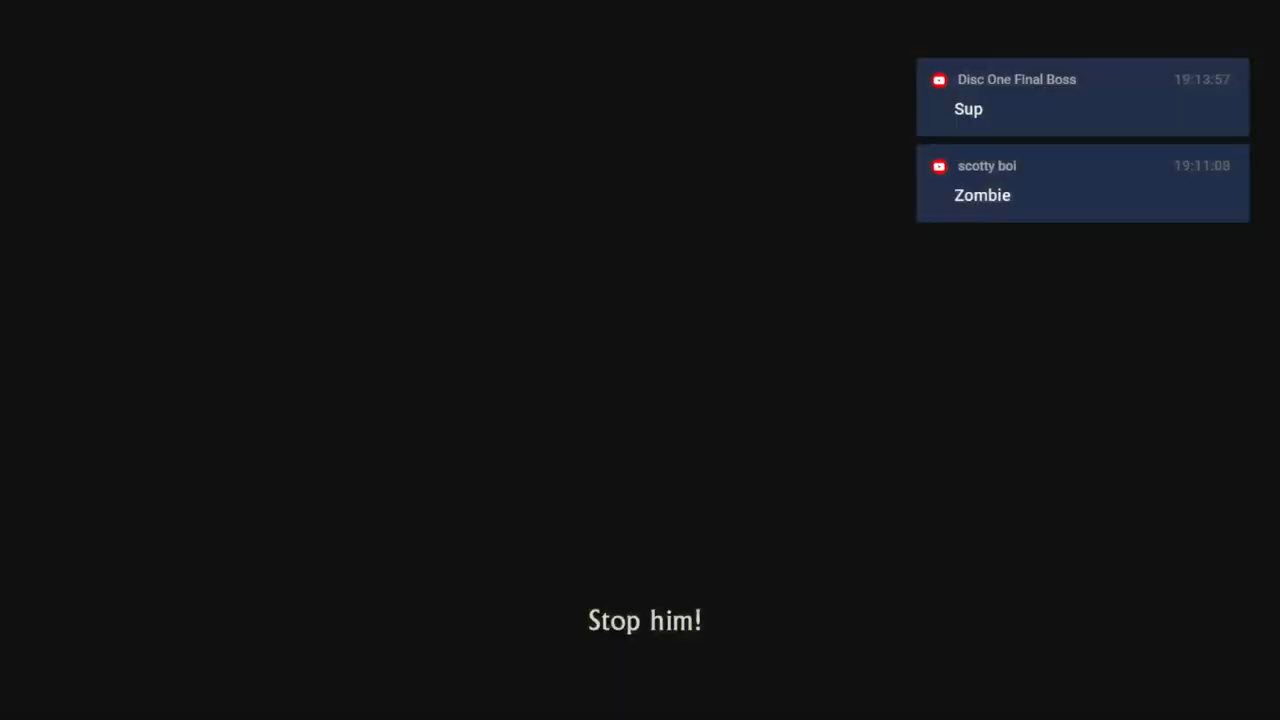 Disc One Final Boss 19:13:57
Sup
scotty boi 19:11:08
Zombie
Stop him!